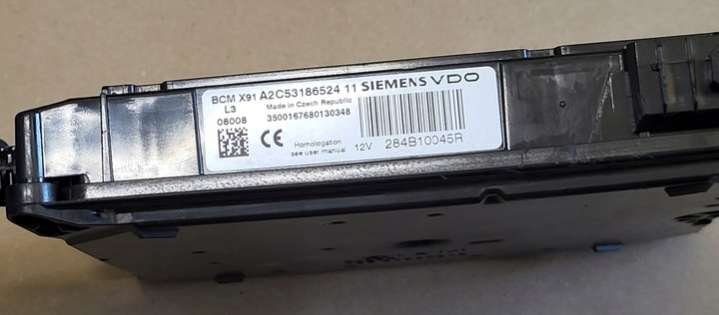 BCM X91 A2C53186524 11 SIEMENS VDO
L3 Made in Czech Republic
08008 3500167680130348
CE Homologation
see user manual 12V 284B10045R